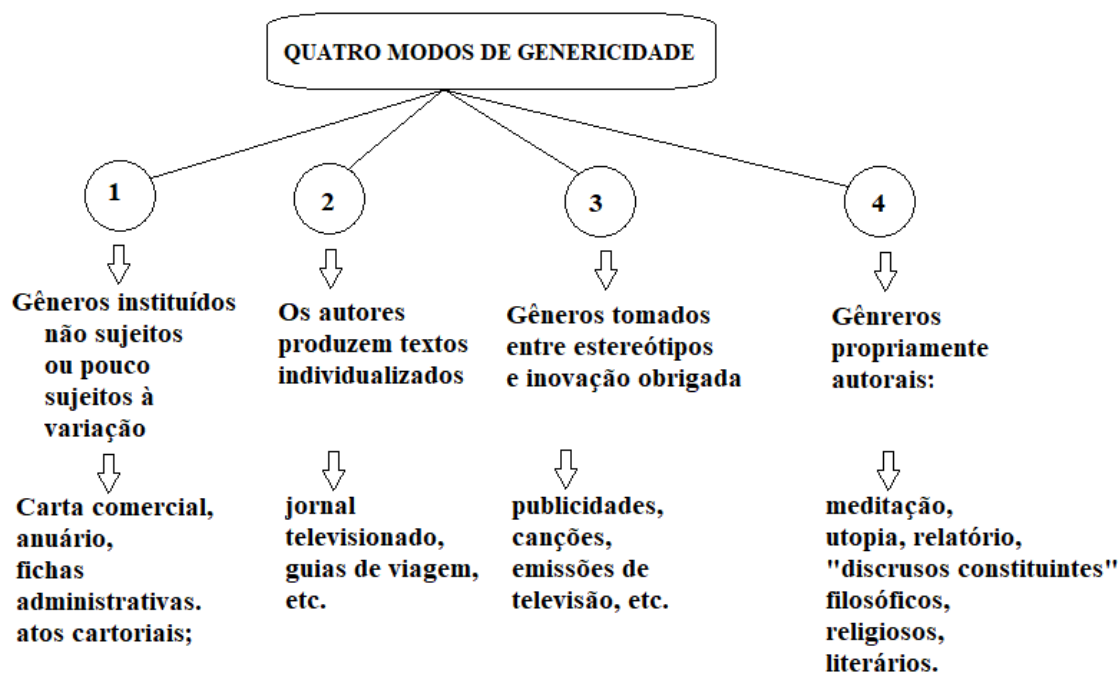 QUATRO MODOS DE GENERICIDADE
1
2
3
4
Gêneros instituídos
não sujeitos
ou pouco
sujeitos à
variação
Os autores
produzem textos
individualizados
Gêneros tomados
entre estereótipos
e inovação obrigada
Gênreros
propriamente
autorais:
Carta comercial,
anuário,
fichas
administrativas.
atos cartoriais;
jornal
televisionado,
guias de viagem,
etc.
publicidades,
canções,
emissões de
televisão, etc.
meditação,
utopia, relatório,
"discrusos constituintes"
filosóficos,
religiosos,
literários.